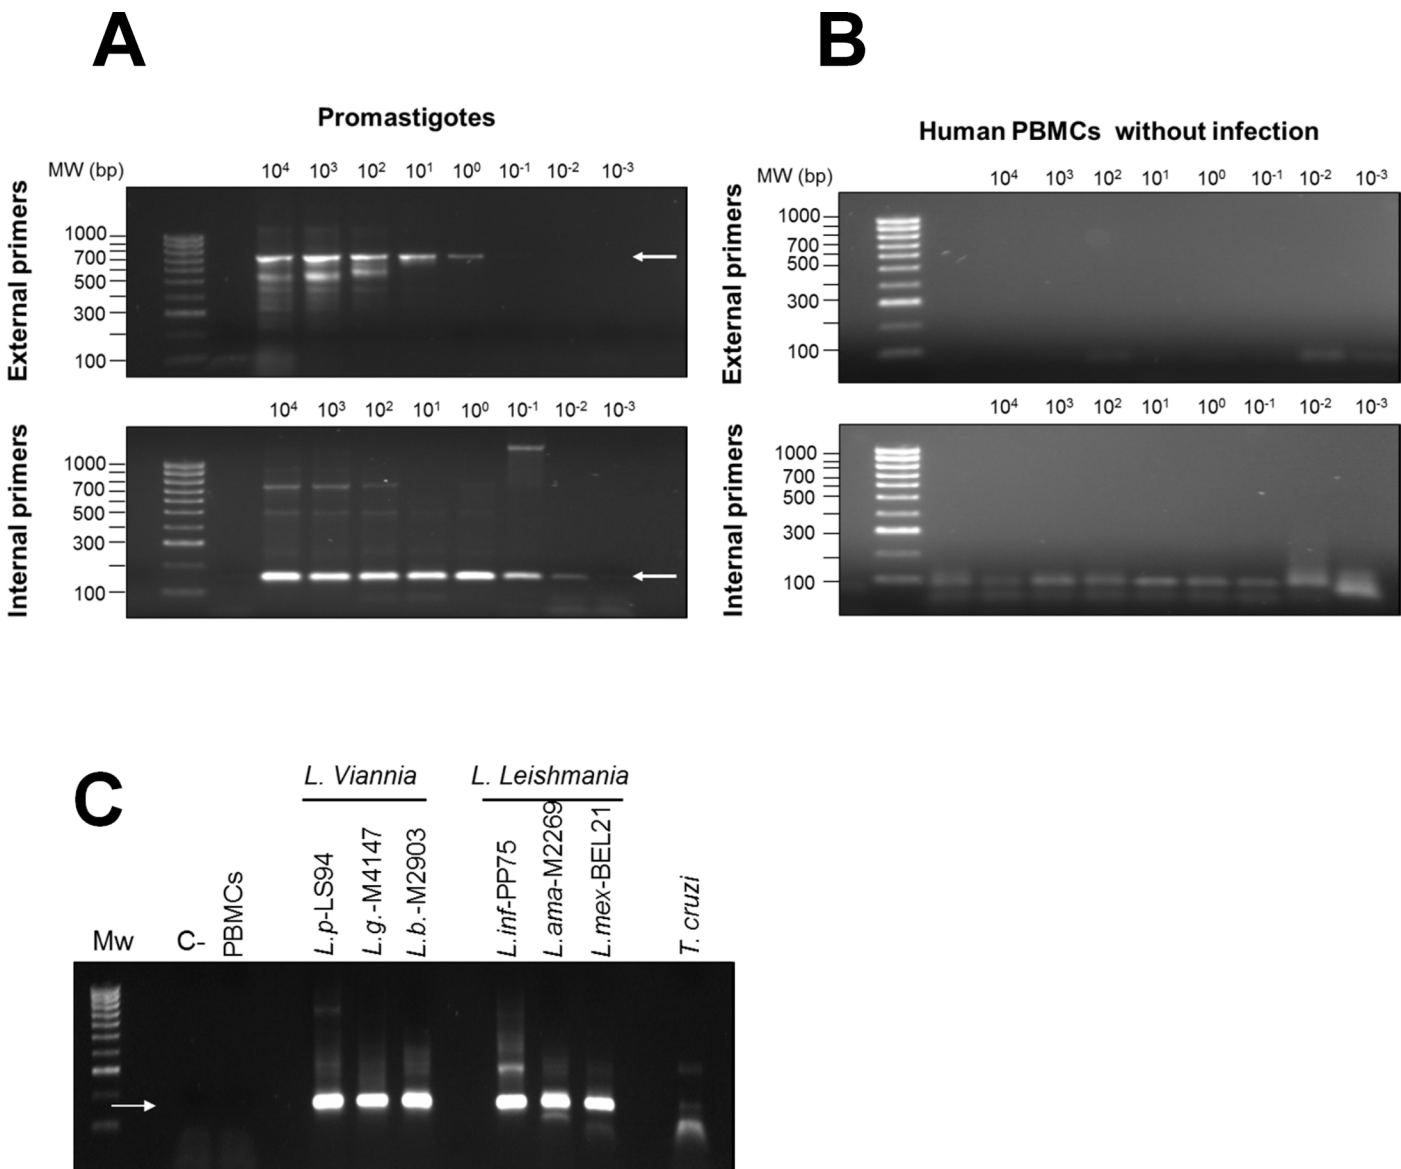 A
B
Promastigotes
Human PBMCs without infection
MW (bp) 10⁴ 10³ 10² 10¹ 10⁰ 10⁻¹ 10⁻² 10⁻³
MW (bp) 10⁴ 10³ 10² 10¹ 10⁰ 10⁻¹ 10⁻² 10⁻³
External primers
1000
700
500
300
100
External primers
1000
700
500
300
100
10⁴ 10³ 10² 10¹ 10⁰ 10⁻¹ 10⁻² 10⁻³
10⁴ 10³ 10² 10¹ 10⁰ 10⁻¹ 10⁻² 10⁻³
Internal primers
1000
700
500
300
100
Internal primers
1000
700
500
300
100
C
L. Viannia
L. Leishmania
Mw
C-
PBMCs
L.p-LS94
L.g.-M4147
L.b.-M2903
L.inf-PP75
L.ama-M2269
L.mex-BEL21
T. cruzi